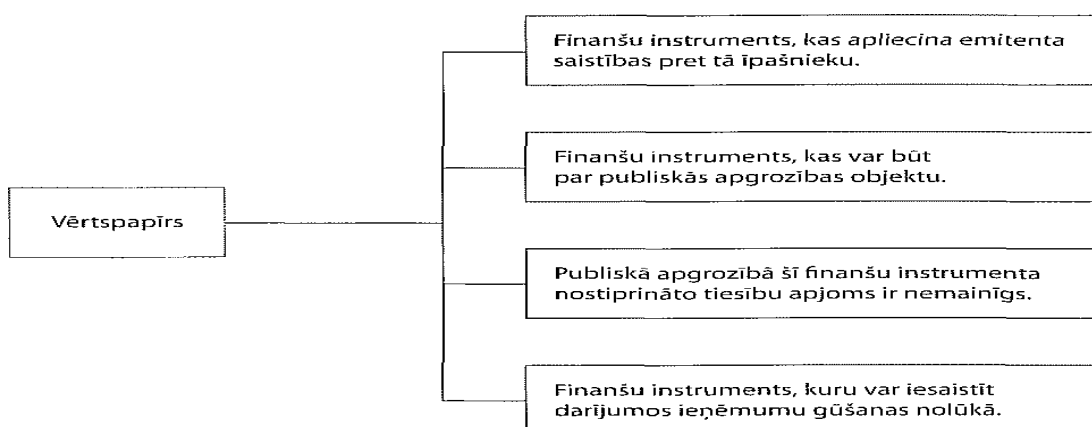 Finanšu instruments, kas apliecina emitenta
saistības pret tā īpašnieku.
Finanšu instruments, kas var būt
par publiskās apgrozības objektu.
Vērtspapīrs
Publiskā apgrozībā šī finanšu instrumenta
nostiprināto tiesību apjoms ir nemainīgs.
Finanšu instruments, kuru var iesaistīt
darījumos ieņēmumu gūšanas nolūkā.